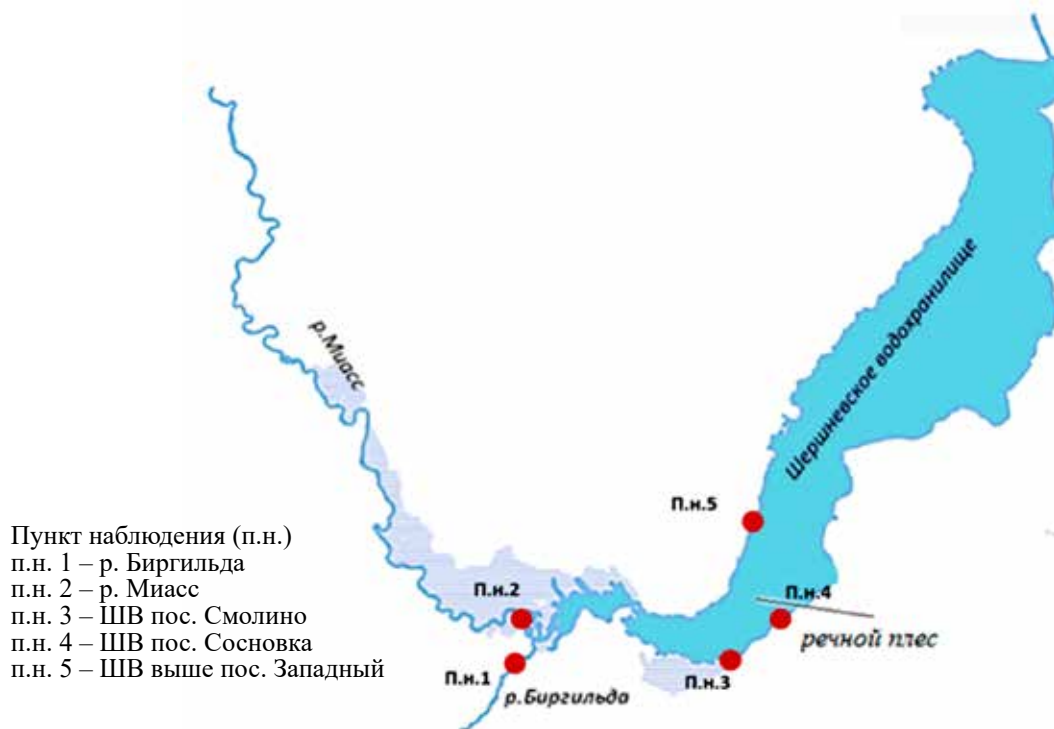 р.Миасс
Шершневское водохранилище
П.н.5
Пункт наблюдения (п.н.)
п.н. 1 – р. Биргильда
п.н. 2 – р. Миасс
п.н. 3 – ШВ пос. Смолино
п.н. 4 – ШВ пос. Сосновка
п.н. 5 – ШВ выше пос. Западный
П.н.2
П.н.4
речной плес
П.н.1
П.н.3
р.Биргильда